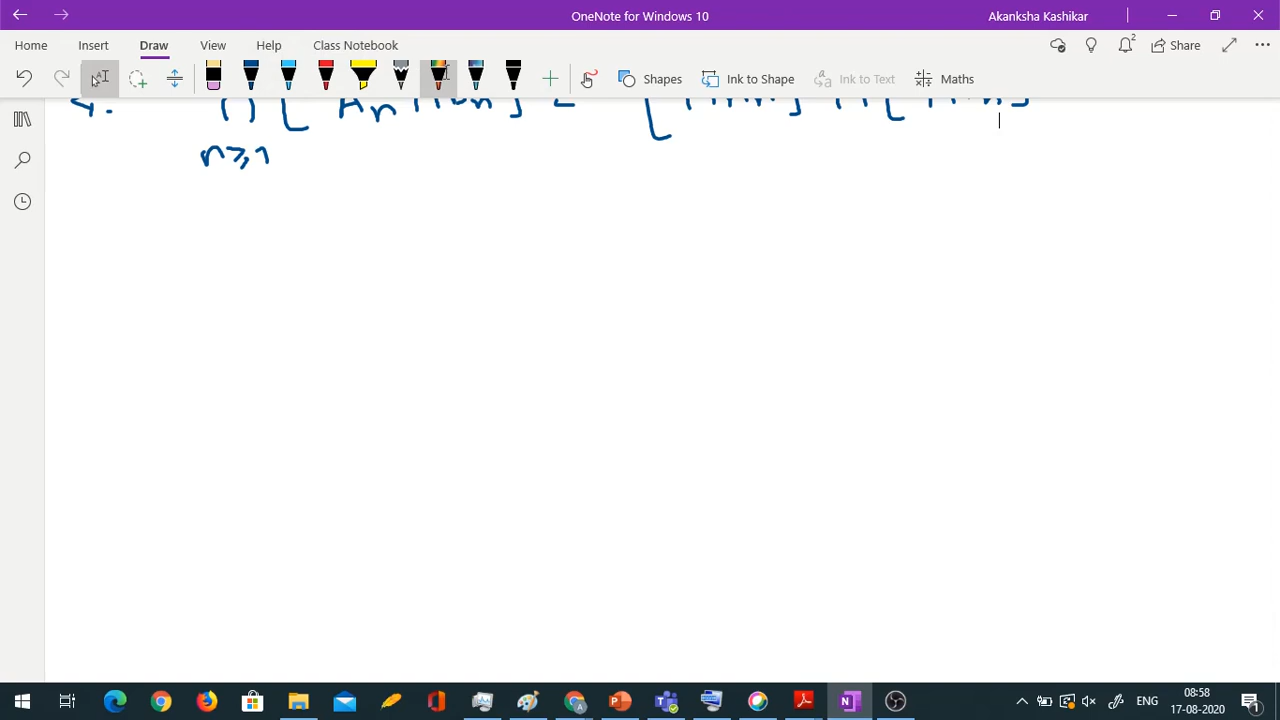 OneNote for Windows 10
Akanksha Kashikar
Home Insert Draw View Help Class Notebook
Share
Shapes
Ink to Shape
Ink to Text
Maths
4.
n≥1
ENG
08:58
17-08-2020